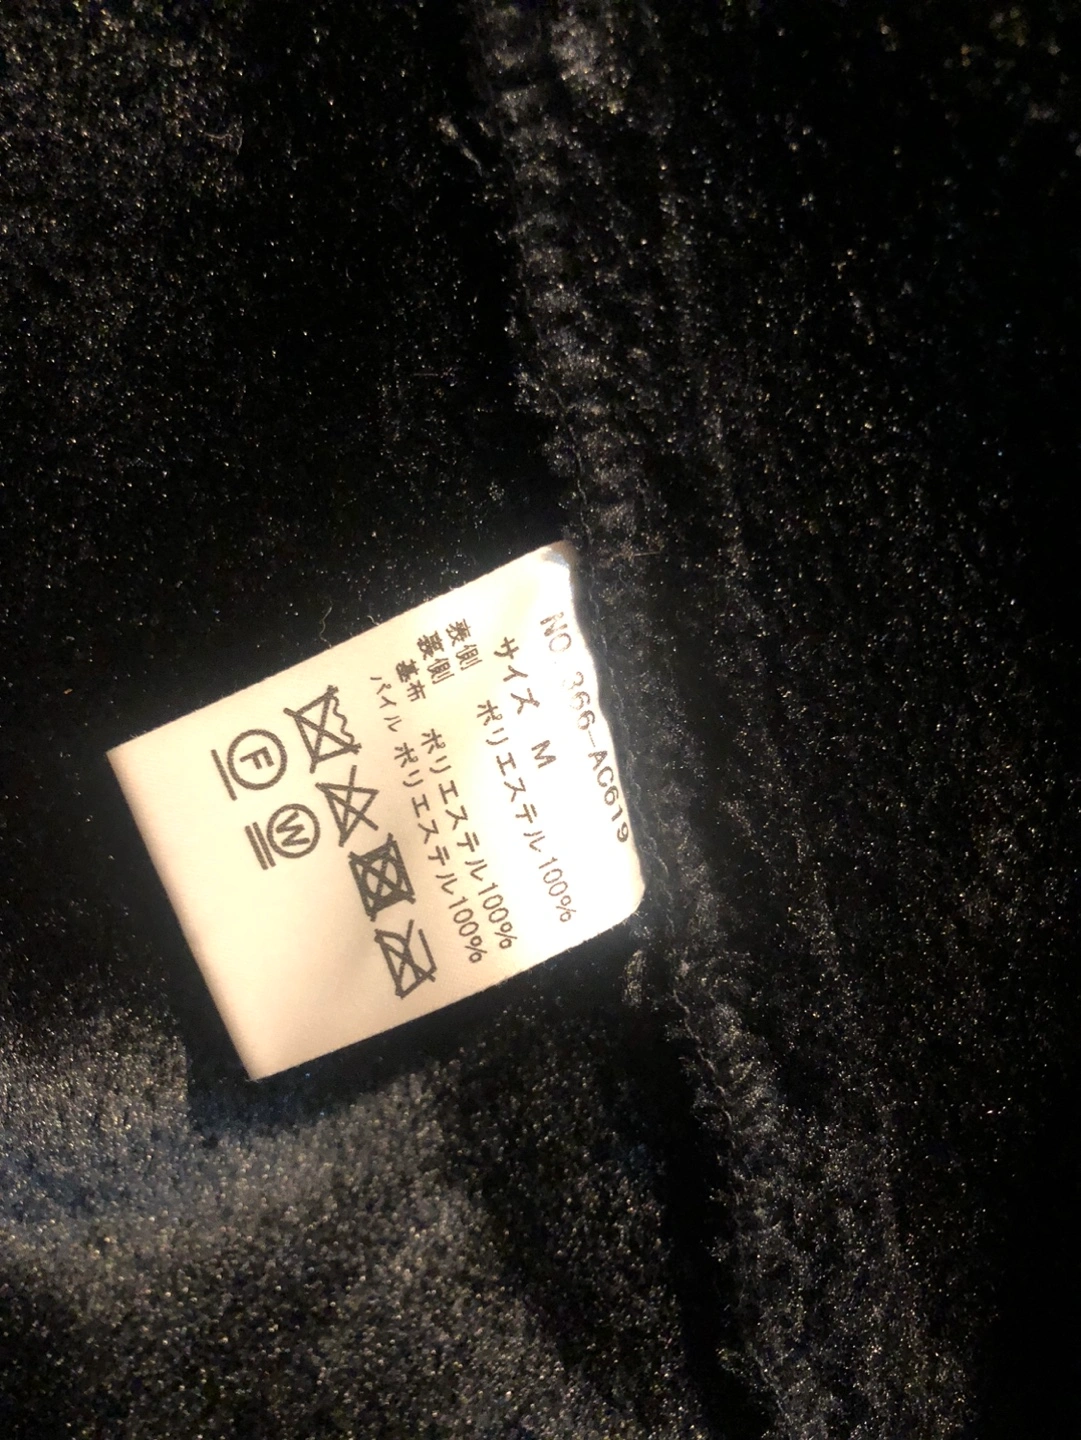 NO. 366-AC619
サイズ M
表側 ポリエステル100%
裏側
基布 ポリエステル100%
パイル ポリエステル100%
F W